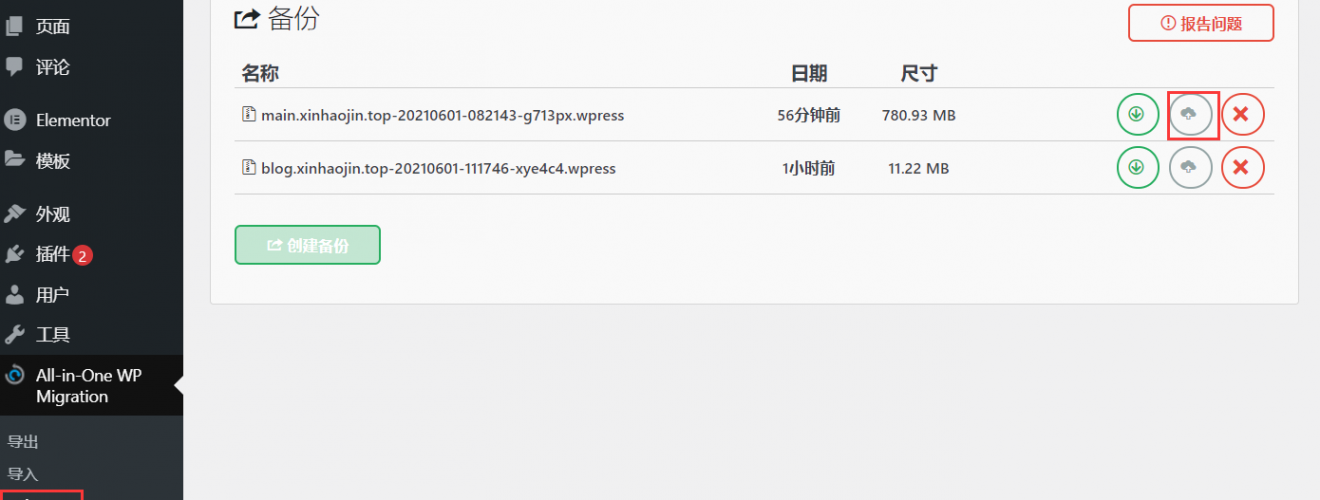 页面
评论
Elementor
模板
外观
插件 2
用户
工具
All-in-One WP
Migration
导出
导入
备份
报告问题
名称 日期 尺寸
main.xinhaojin.top-20210601-082143-g713px.wpress 56分钟前 780.93 MB
blog.xinhaojin.top-20210601-111746-xye4c4.wpress 1小时前 11.22 MB
创建备份